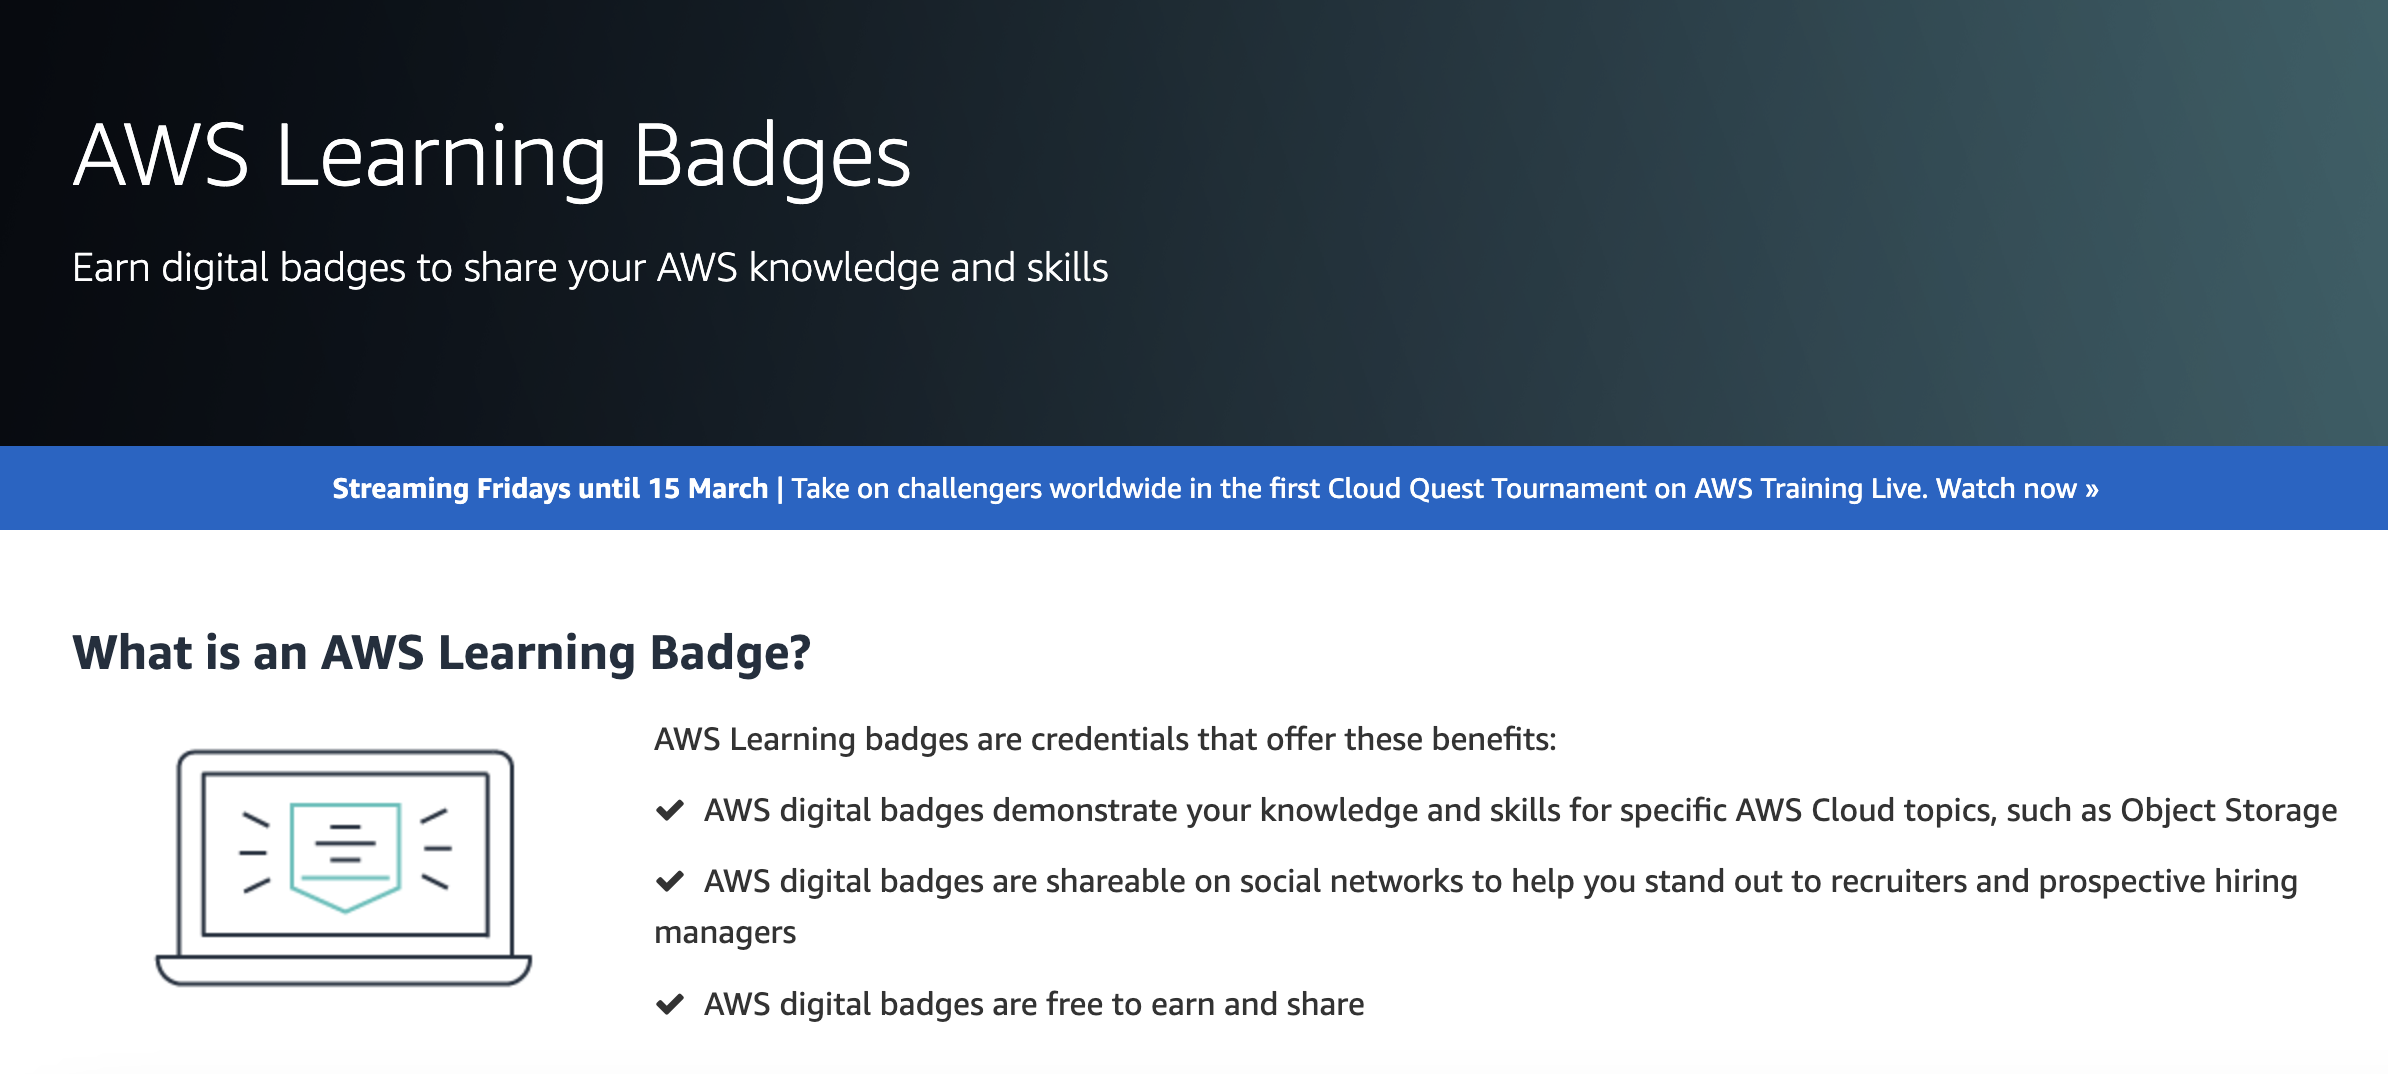 AWS Learning Badges
Earn digital badges to share your AWS knowledge and skills
Streaming Fridays until 15 March | Take on challengers worldwide in the first Cloud Quest Tournament on AWS Training Live. Watch now »
What is an AWS Learning Badge?
AWS Learning badges are credentials that offer these benefits:
✔ AWS digital badges demonstrate your knowledge and skills for specific AWS Cloud topics, such as Object Storage
✔ AWS digital badges are shareable on social networks to help you stand out to recruiters and prospective hiring
managers
✔ AWS digital badges are free to earn and share